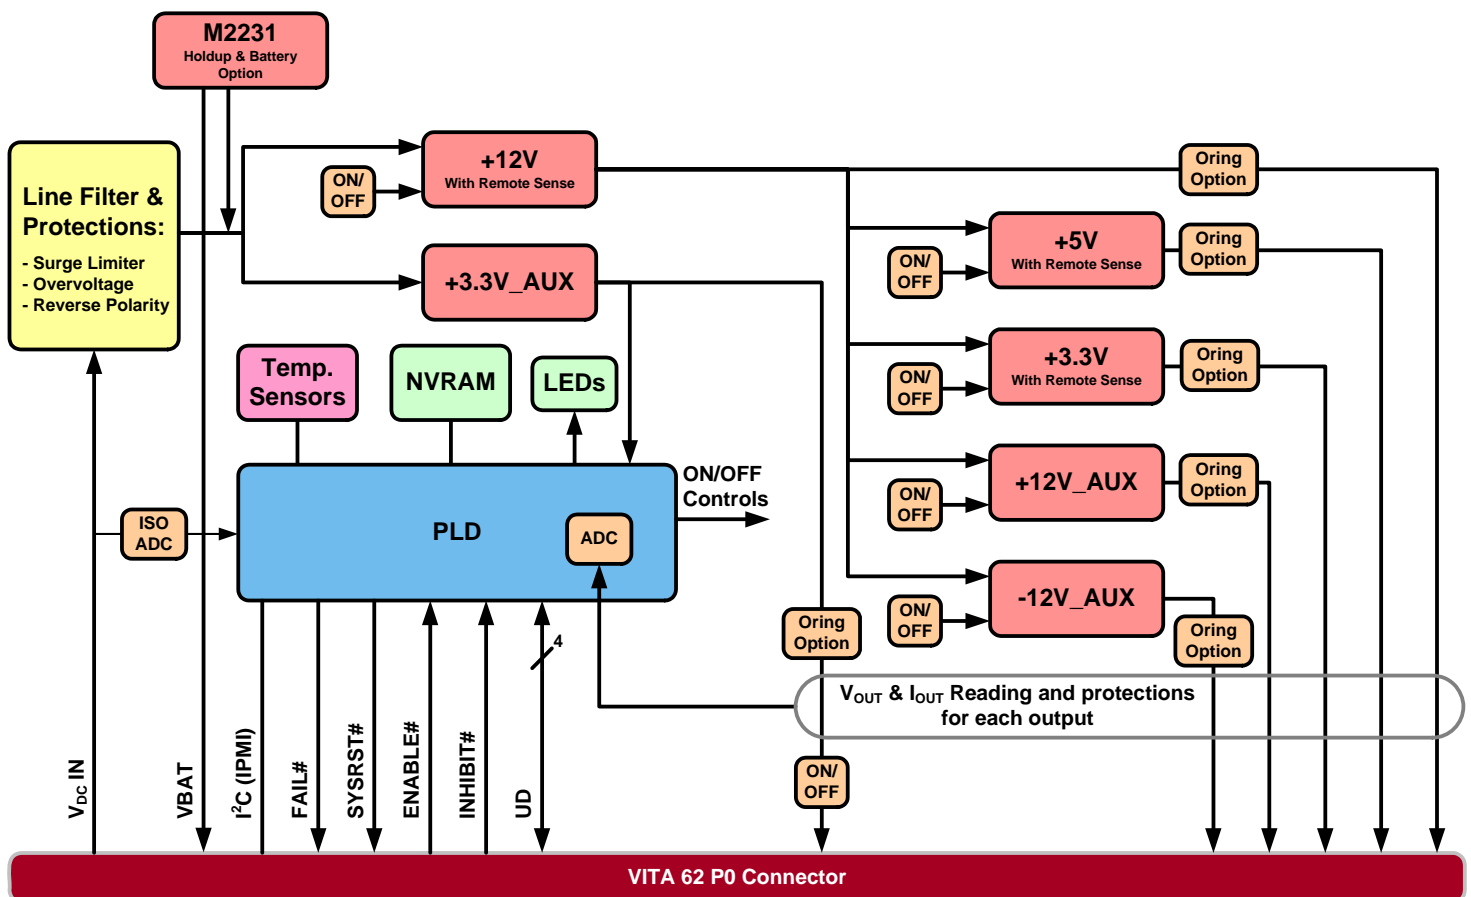 M2231
Holdup & Battery
Option
Line Filter &
Protections:
- Surge Limiter
- Overvoltage
- Reverse Polarity
+12V
With Remote Sense
ON/
OFF
+3.3V_AUX
Oring
Option
+5V
With Remote Sense
Oring
Option
ON/
OFF
+3.3V
With Remote Sense
Oring
Option
ON/
OFF
+12V_AUX
Oring
Option
ON/
OFF
-12V_AUX
Oring
Option
ON/
OFF
Temp.
Sensors
NVRAM
LEDs
ON/OFF
Controls
ISO
ADC
PLD
ADC
Oring
Option
4
VOUT & IOUT Reading and protections
for each output
ON/
OFF
VDC IN
VBAT
I2C (IPMI)
FAIL#
SYSRST#
ENABLE#
INHIBIT#
UD
VITA 62 P0 Connector